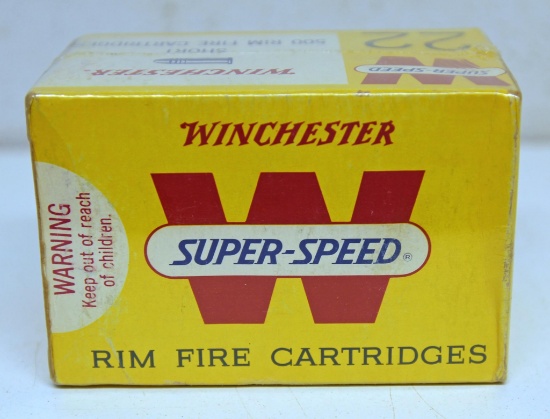 22
500 RIM FIRE CARTRIDGES
SHORT
WINCHESTER
SUPER-SPEED
WINCHESTER
W
SUPER-SPEED®
RIM FIRE CARTRIDGES
WARNING
Keep out of reach
of children.